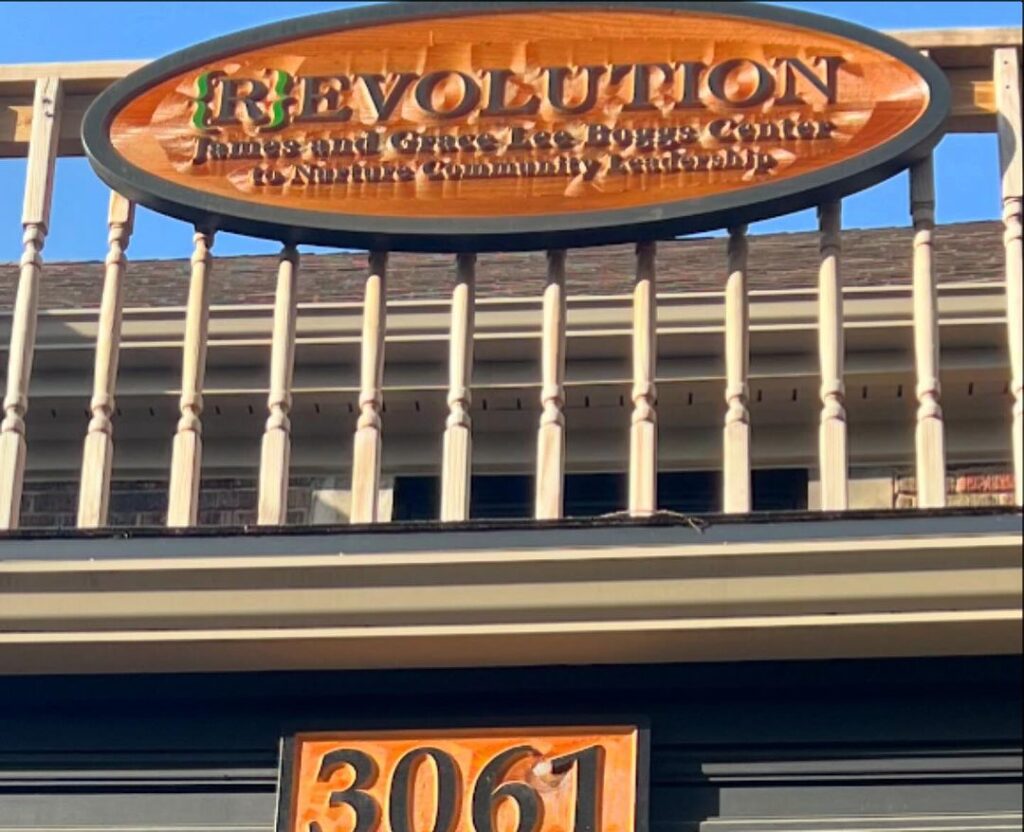 {R}EVOLUTION
James and Grace Lee Boggs Center
to Nurture Community Leadership
3061